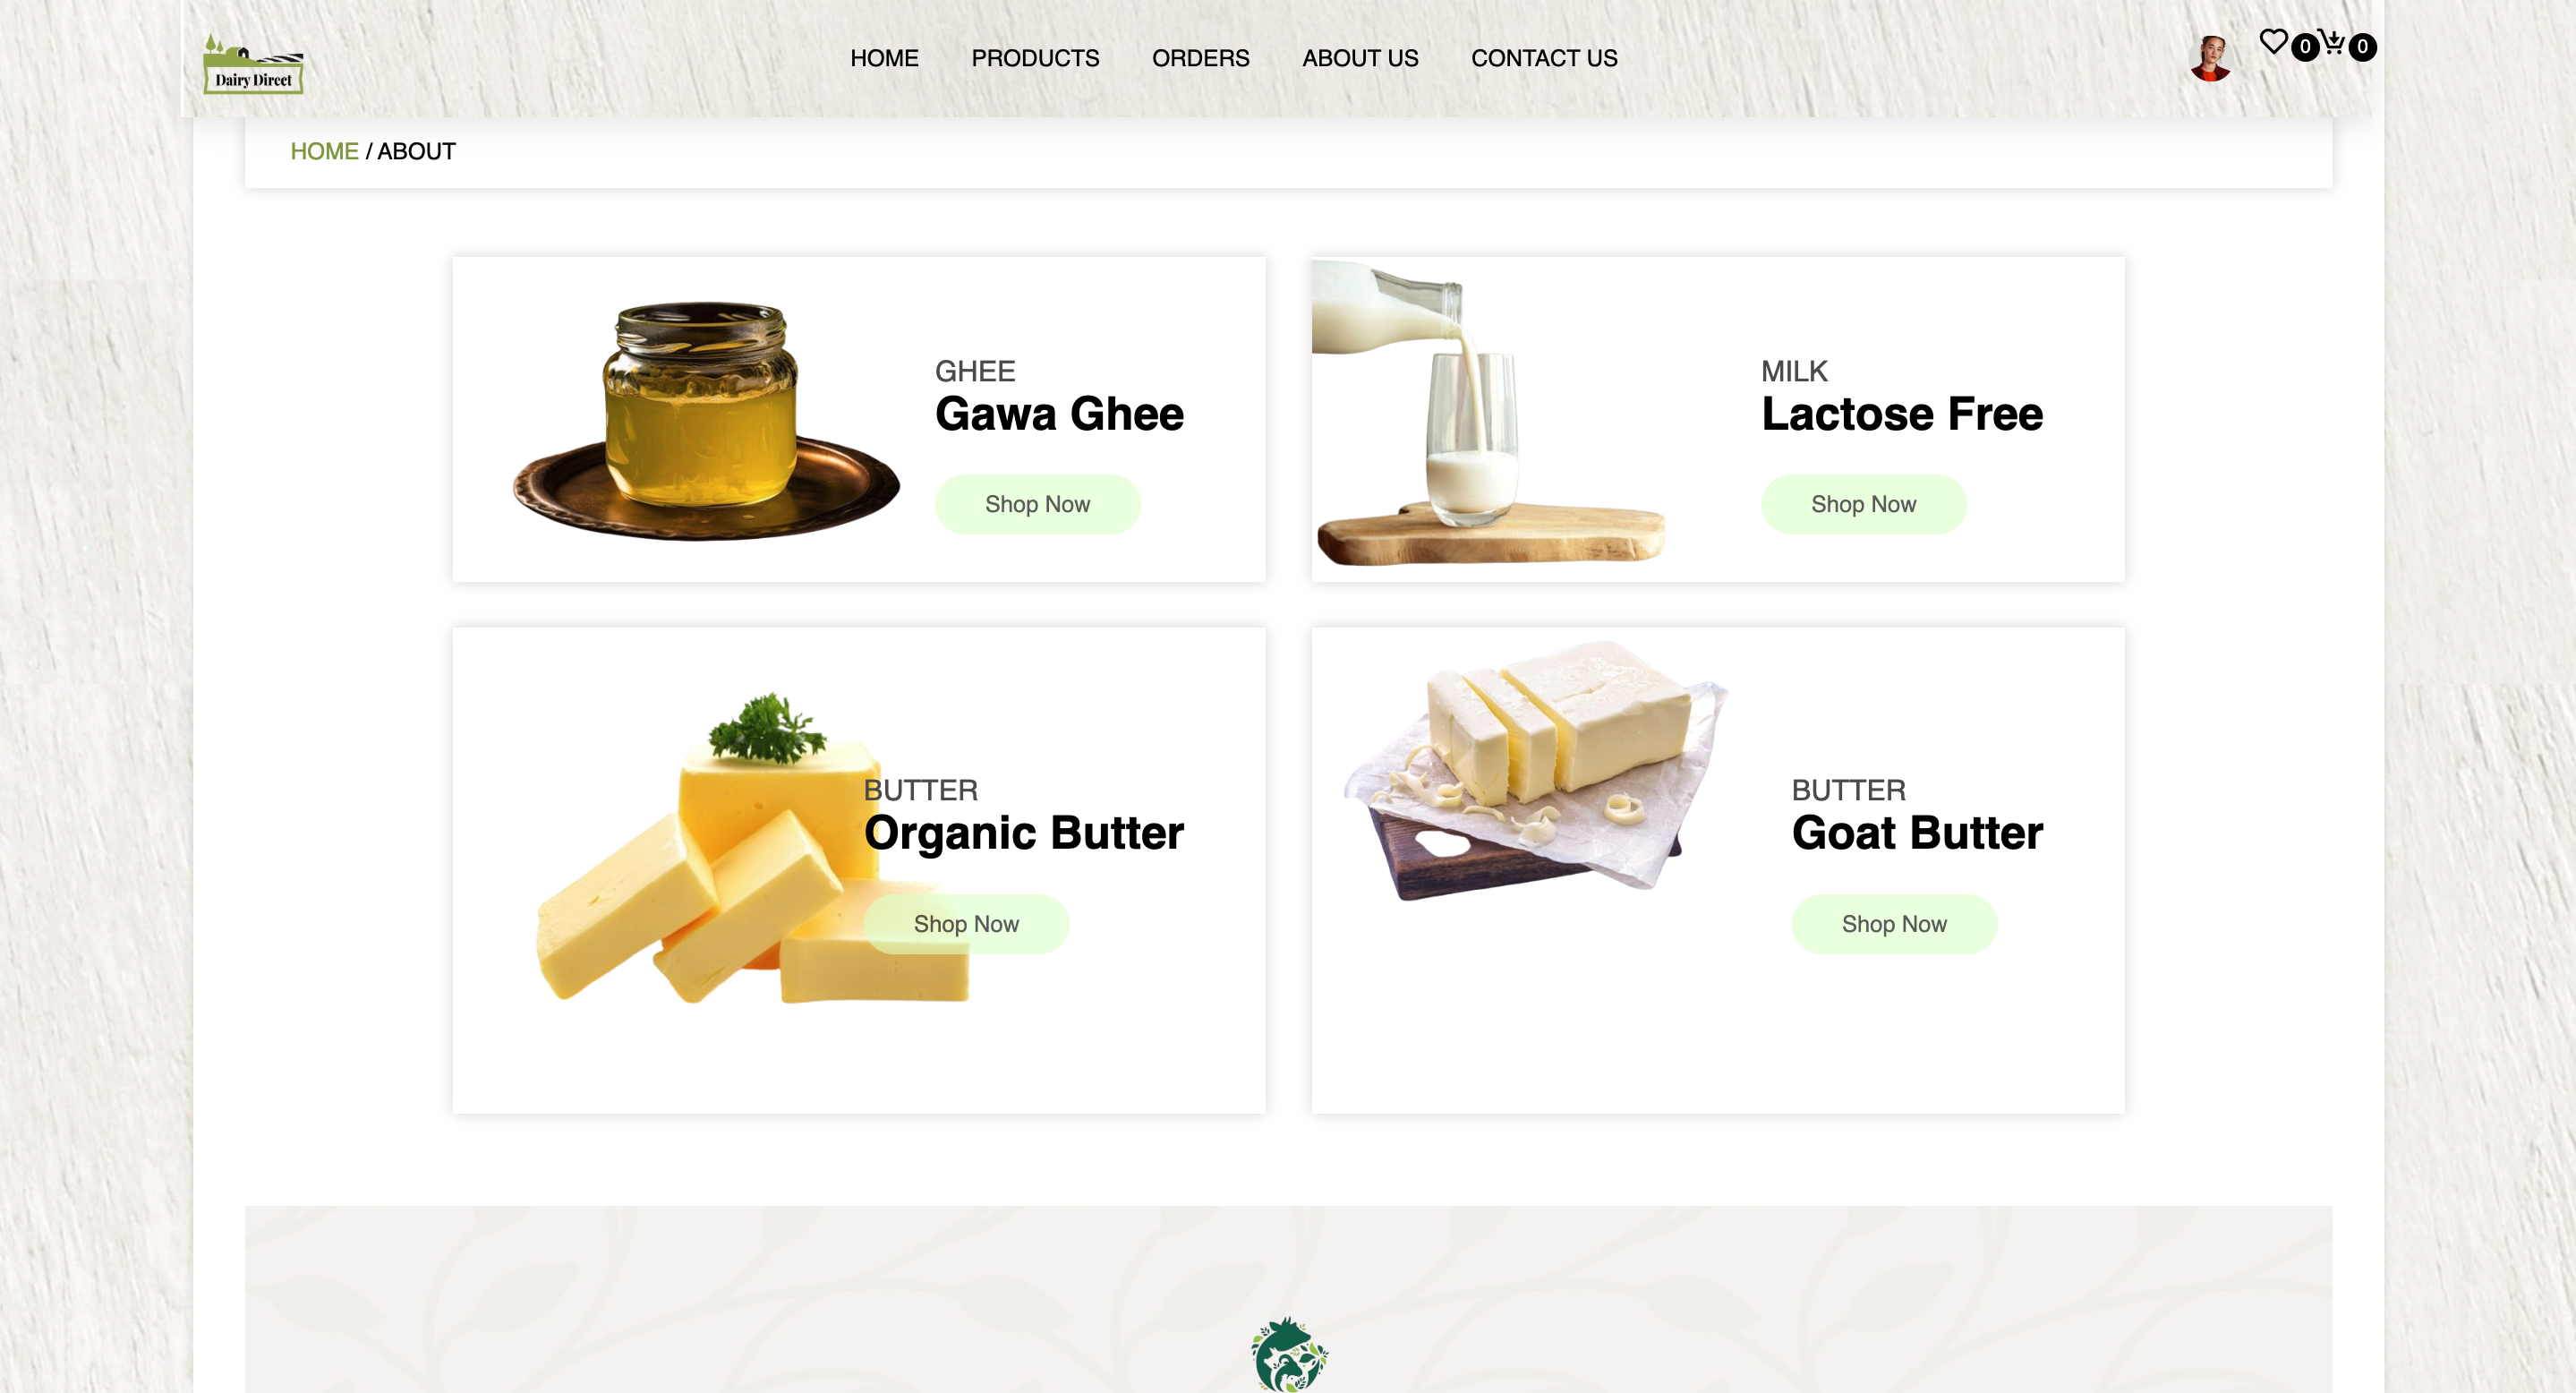 Dairy Direct
HOME
PRODUCTS
ORDERS
ABOUT US
CONTACT US
0
0
HOME / ABOUT
GHEE
Gawa Ghee
Shop Now
MILK
Lactose Free
Shop Now
BUTTER
Organic Butter
Shop Now
BUTTER
Goat Butter
Shop Now